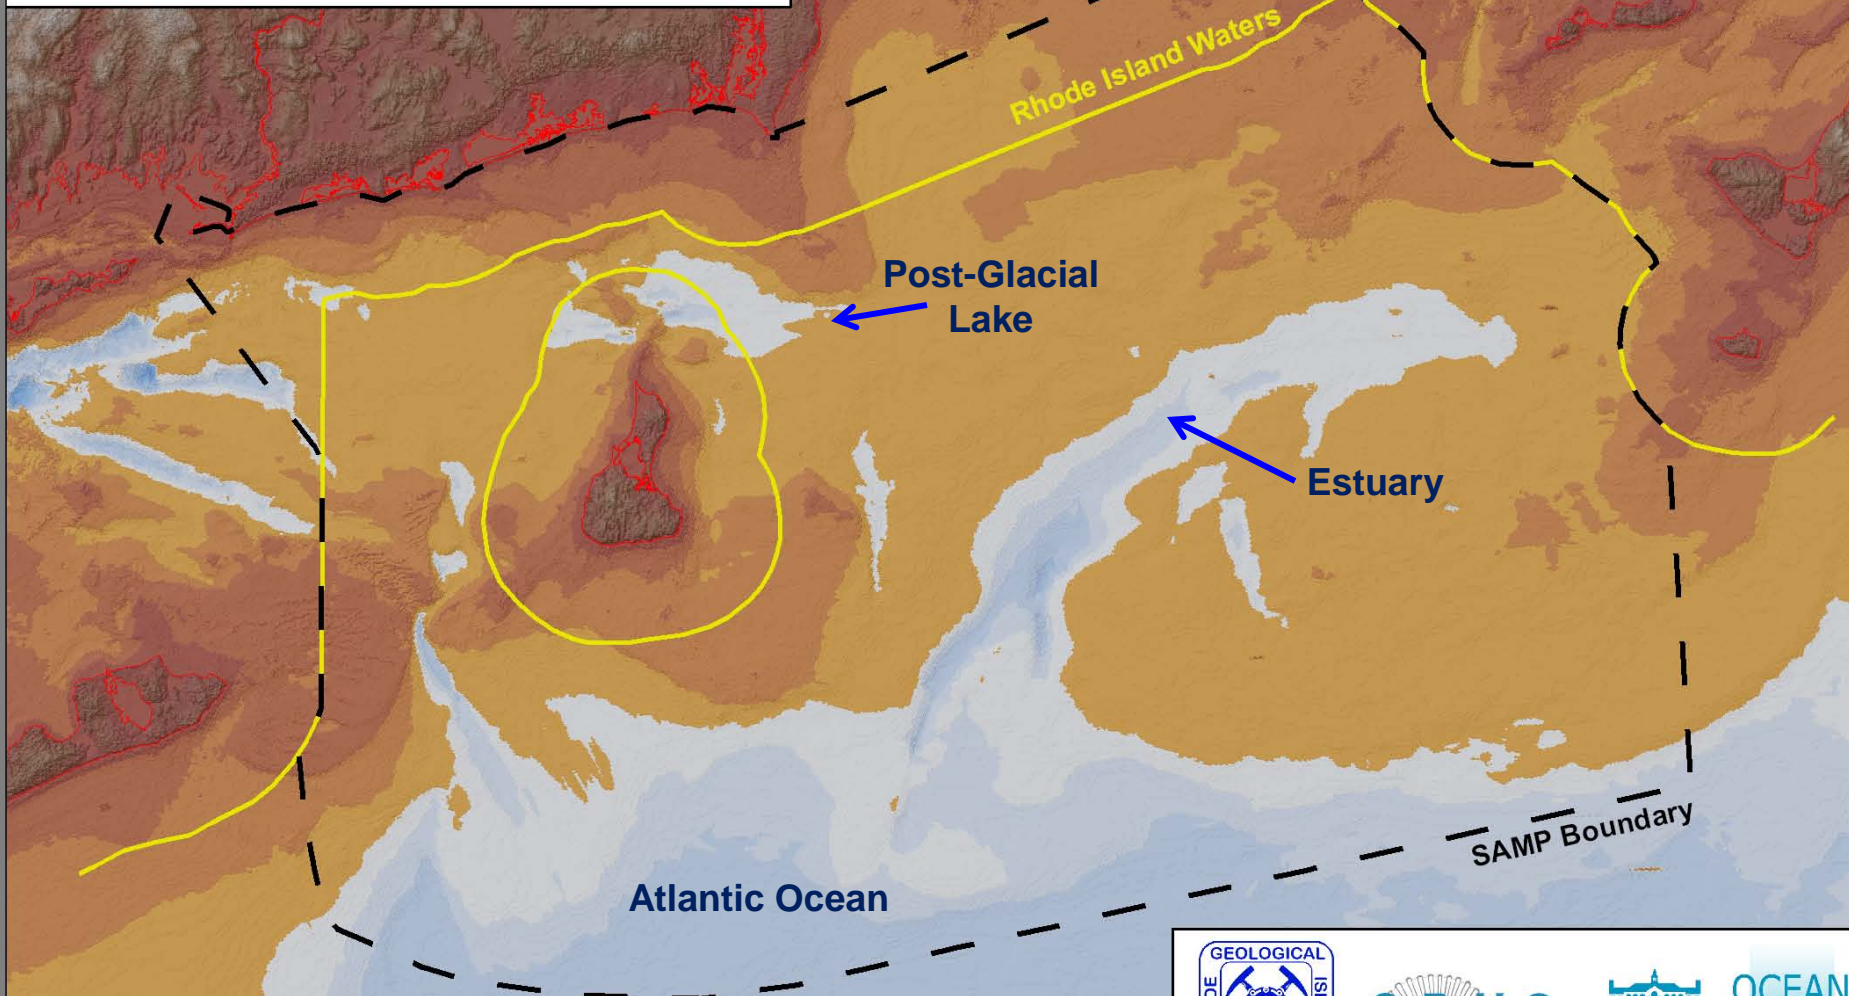 Rhode Island Waters
Post-Glacial
Lake
Estuary
SAMP Boundary
Atlantic Ocean
GEOLOGICAL
OCEAN